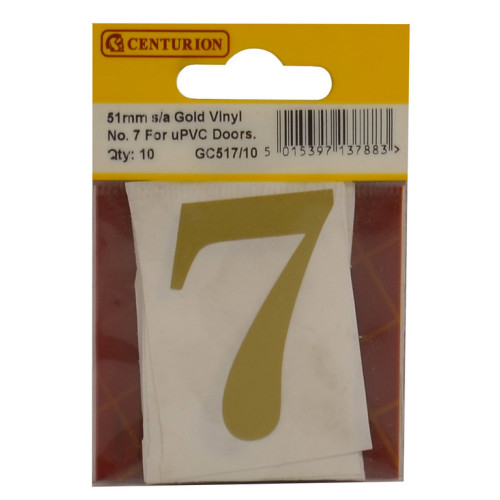 CENTURION
51mm s/a Gold Vinyl
No. 7 For uPVC Doors.
Qty: 10 GC517/10 5 015397 137883 >
7